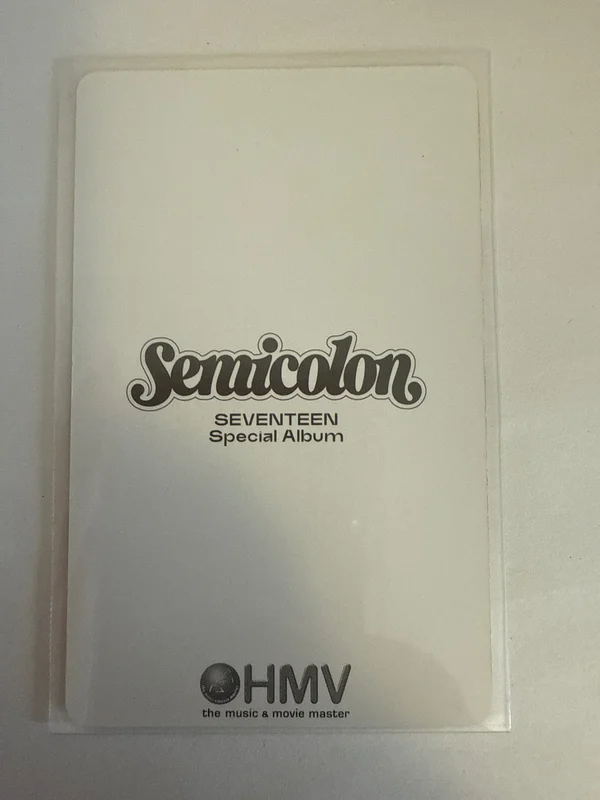 Semicolon
SEVENTEEN
Special Album
HMV
the music & movie master